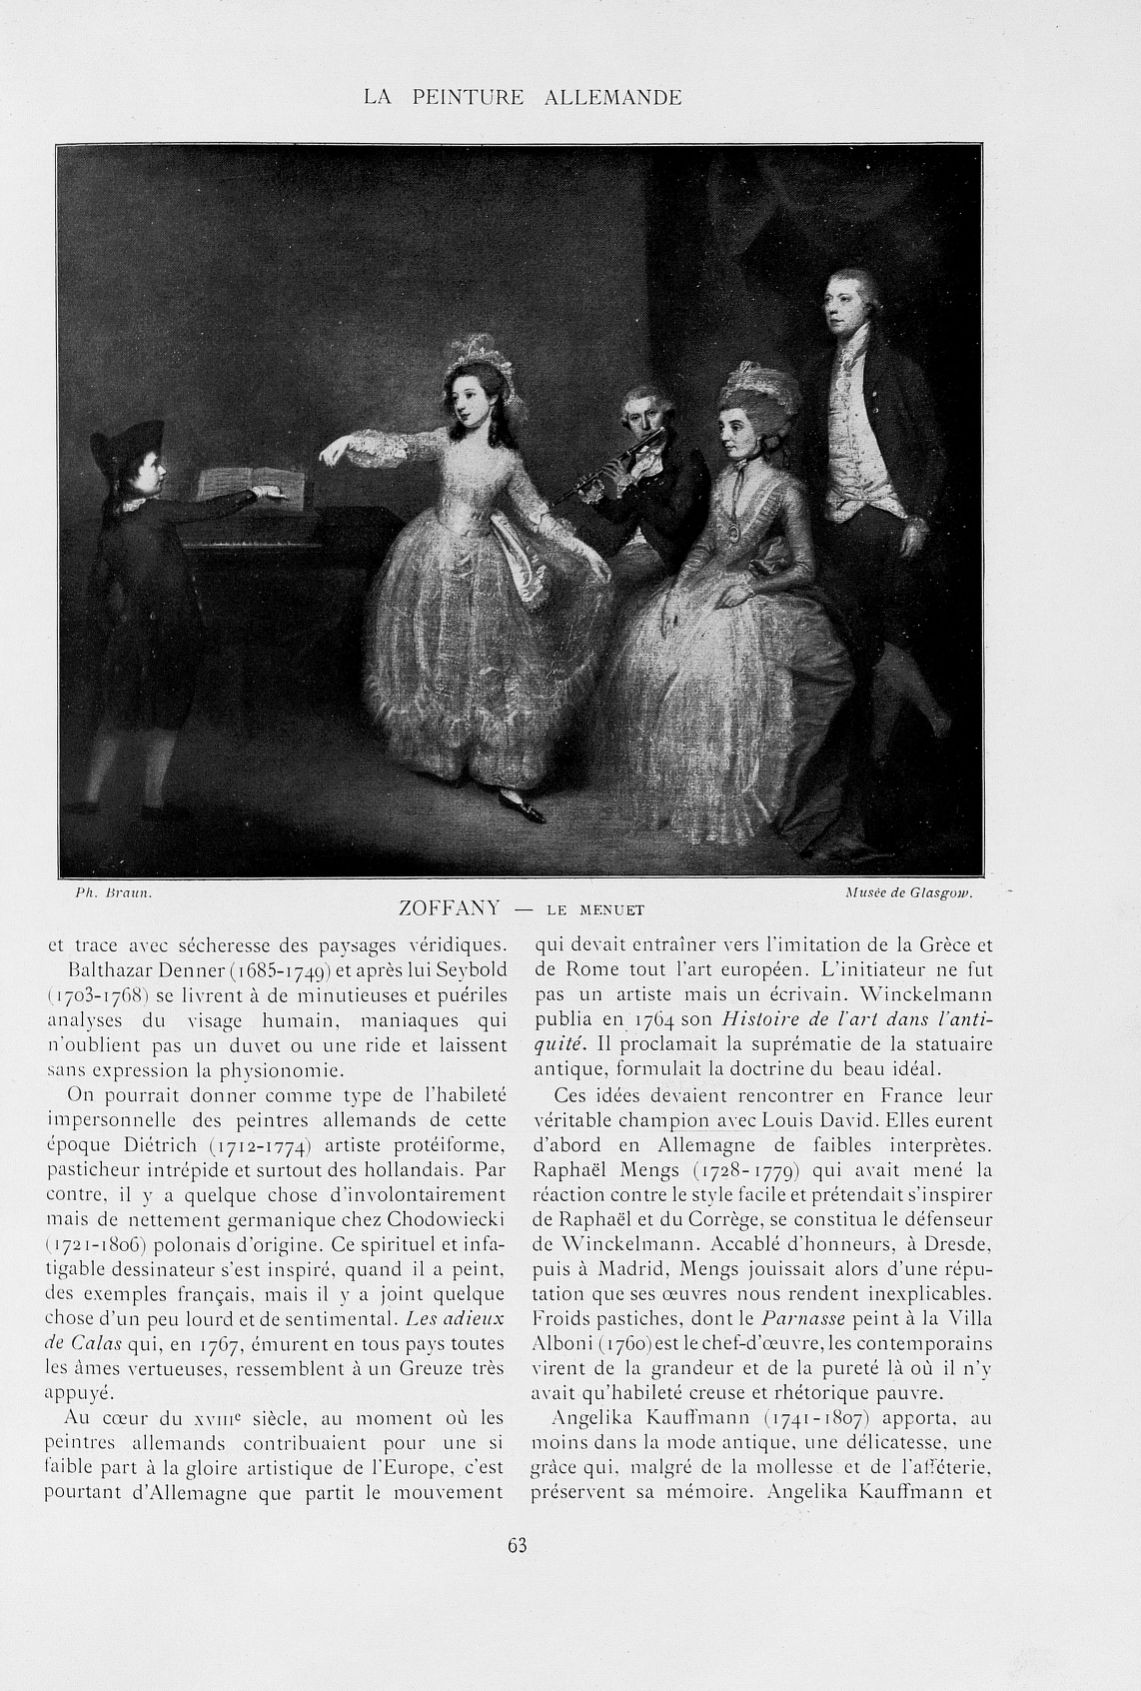 LA PEINTURE ALLEMANDE
Ph. Braun.
Musée de Glasgow.
ZOFFANY — LE MENUET
et trace avec sécheresse des paysages véridiques.
Balthazar Denner (1685-1749) et après lui Seybold
(1703-1768) se livrent à de minutieuses et puériles
analyses du visage humain, maniaques qui
n'oublient pas un duvet ou une ride et laissent
sans expression la physionomie.
On pourrait donner comme type de l'habileté
impersonnelle des peintres allemands de cette
époque Diétrich (1712-1774) artiste protéiforme,
pasticheur intrépide et surtout des hollandais. Par
contre, il y a quelque chose d'involontairement
mais de nettement germanique chez Chodowiecki
(1721-1806) polonais d'origine. Ce spirituel et infa-
tigable dessinateur s'est inspiré, quand il a peint,
des exemples français, mais il y a joint quelque
chose d'un peu lourd et de sentimental. Les adieux
de Calas qui, en 1767, émurent en tous pays toutes
les âmes vertueuses, ressemblent à un Greuze très
appuyé.
Au cœur du XVIIIe siècle, au moment où les
peintres allemands contribuaient pour une si
faible part à la gloire artistique de l'Europe, c'est
pourtant d'Allemagne que partit le mouvement
qui devait entraîner vers l'imitation de la Grèce et
de Rome tout l'art européen. L'initiateur ne fut
pas un artiste mais un écrivain. Winckelmann
publia en 1764 son Histoire de l'art dans l'anti-
quité. Il proclamait la suprématie de la statuaire
antique, formulait la doctrine du beau idéal.
Ces idées devaient rencontrer en France leur
véritable champion avec Louis David. Elles eurent
d'abord en Allemagne de faibles interprètes.
Raphaël Mengs (1728-1779) qui avait mené la
réaction contre le style facile et prétendait s'inspirer
de Raphaël et du Corrège, se constitua le défenseur
de Winckelmann. Accablé d'honneurs, à Dresde,
puis à Madrid, Mengs jouissait alors d'une répu-
tation que ses œuvres nous rendent inexplicables.
Froids pastiches, dont le Parnasse peint à la Villa
Alboni (1760) est le chef-d'œuvre, les contemporains
virent de la grandeur et de la pureté là où il n'y
avait qu'habileté creuse et rhétorique pauvre.
Angelika Kauffmann (1741-1807) apporta, au
moins dans la mode antique, une délicatesse, une
grâce qui, malgré de la mollesse et de l'afféterie,
préservent sa mémoire. Angelika Kauffmann et
63